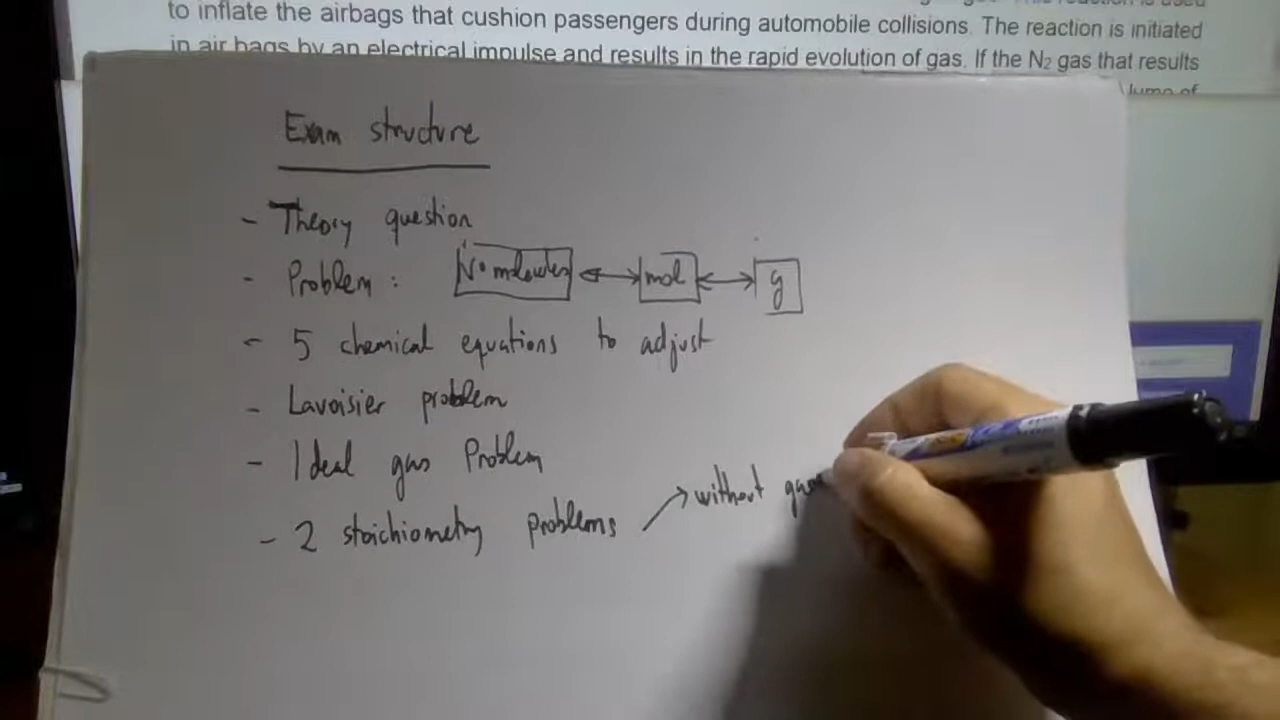 to inflate the airbags that cushion passengers during automobile collisions. The reaction is initiated
in air bags by an electrical impulse and results in the rapid evolution of gas. If the N₂ gas that results
lume of
Exam structure
- Theory question
- Problem : Nº molecules ↔ mol ↔ g
- 5 chemical equations to adjust
- Lavoisier problem
- Ideal gas Problem
- 2 stoichiometry problems → without